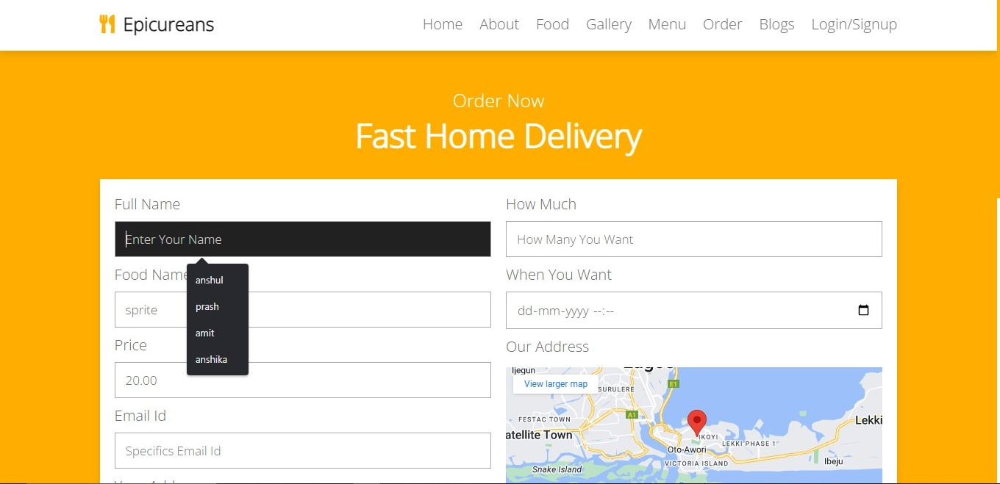 Epicureans
Home About Food Gallery Menu Order Blogs Login/Signup
Order Now
Fast Home Delivery
Full Name
Enter Your Name
anshul
prash
amit
anshika
Food Name
sprite
Price
20.00
Email Id
Specifics Email Id
How Much
How Many You Want
When You Want
dd-mm-yyyy --:--
Our Address
Ijegun
View larger map
SURULERE
E1
FESTAC TOWN
A1
Lekki
IKOYI
LEKKI PHASE 1
Oto-Awori
VICTORIA ISLAND
Ibeju
Snake Island